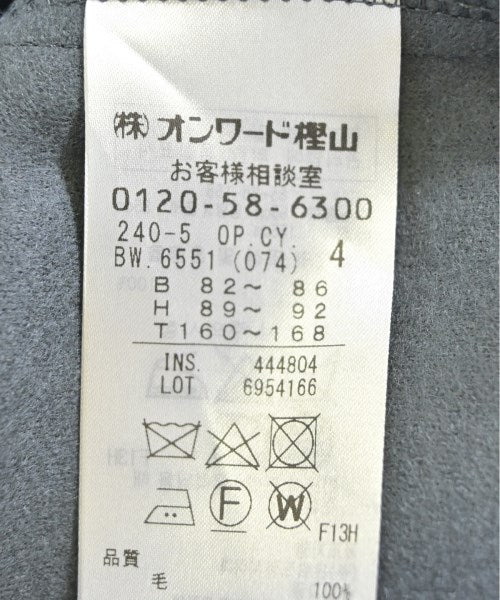 (株)オンワード樫山
お客様相談室
0120-58-6300
240-5 OP.CY.
BW.6551(074) 4
B 82〜 86
H 89〜 92
T160〜168
INS. 444804
LOT 6954166
F W
F13H
品質
毛 100%